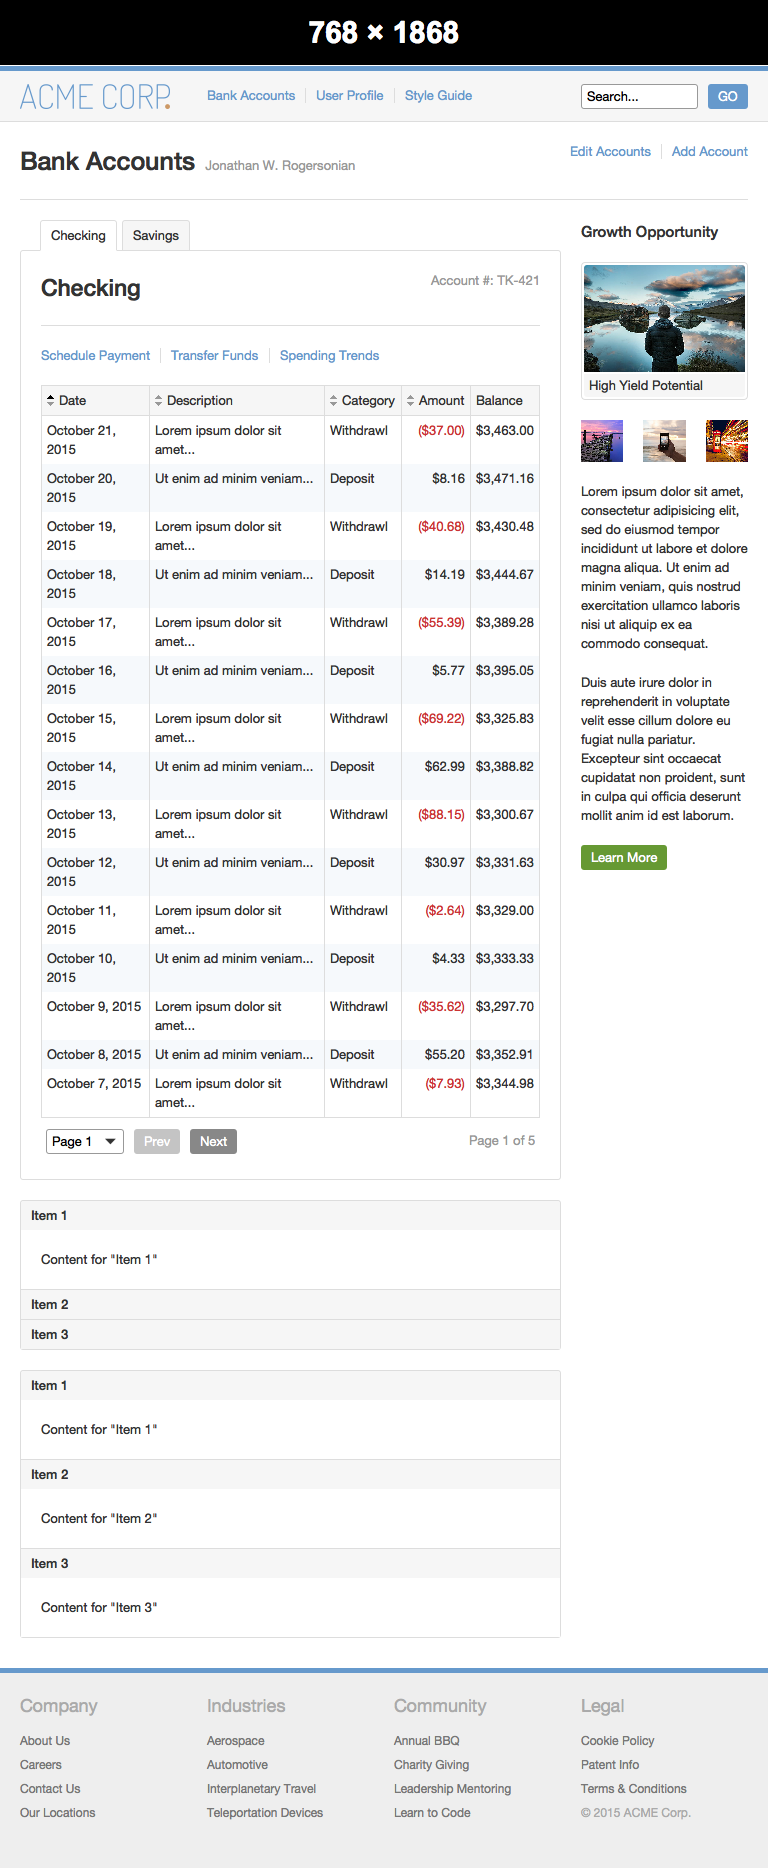 768 × 1868
ACME CORP.
Bank Accounts User Profile Style Guide
Search... GO
Bank Accounts Jonathan W. Rogersonian
Edit Accounts Add Account
Checking Savings
Checking
Account #: TK-421
Schedule Payment Transfer Funds Spending Trends
Date Description Category Amount Balance
October 21, 2015 Lorem ipsum dolor sit amet... Withdrawl ($37.00) $3,463.00
October 20, 2015 Ut enim ad minim veniam... Deposit $8.16 $3,471.16
October 19, 2015 Lorem ipsum dolor sit amet... Withdrawl ($40.68) $3,430.48
October 18, 2015 Ut enim ad minim veniam... Deposit $14.19 $3,444.67
October 17, 2015 Lorem ipsum dolor sit amet... Withdrawl ($55.39) $3,389.28
October 16, 2015 Ut enim ad minim veniam... Deposit $5.77 $3,395.05
October 15, 2015 Lorem ipsum dolor sit amet... Withdrawl ($69.22) $3,325.83
October 14, 2015 Ut enim ad minim veniam... Deposit $62.99 $3,388.82
October 13, 2015 Lorem ipsum dolor sit amet... Withdrawl ($88.15) $3,300.67
October 12, 2015 Ut enim ad minim veniam... Deposit $30.97 $3,331.63
October 11, 2015 Lorem ipsum dolor sit amet... Withdrawl ($2.64) $3,329.00
October 10, 2015 Ut enim ad minim veniam... Deposit $4.33 $3,333.33
October 9, 2015 Lorem ipsum dolor sit amet... Withdrawl ($35.62) $3,297.70
October 8, 2015 Ut enim ad minim veniam... Deposit $55.20 $3,352.91
October 7, 2015 Lorem ipsum dolor sit amet... Withdrawl ($7.93) $3,344.98
Page 1 Prev Next Page 1 of 5
Item 1
Content for "Item 1"
Item 2
Item 3
Item 1
Content for "Item 1"
Item 2
Content for "Item 2"
Item 3
Content for "Item 3"
Growth Opportunity
High Yield Potential
Lorem ipsum dolor sit amet,
consectetur adipisicing elit,
sed do eiusmod tempor
incididunt ut labore et dolore
magna aliqua. Ut enim ad
minim veniam, quis nostrud
exercitation ullamco laboris
nisi ut aliquip ex ea
commodo consequat.
Duis aute irure dolor in
reprehenderit in voluptate
velit esse cillum dolore eu
fugiat nulla pariatur.
Excepteur sint occaecat
cupidatat non proident, sunt
in culpa qui officia deserunt
mollit anim id est laborum.
Learn More
Company
About Us
Careers
Contact Us
Our Locations
Industries
Aerospace
Automotive
Interplanetary Travel
Teleportation Devices
Community
Annual BBQ
Charity Giving
Leadership Mentoring
Learn to Code
Legal
Cookie Policy
Patent Info
Terms & Conditions
© 2015 ACME Corp.